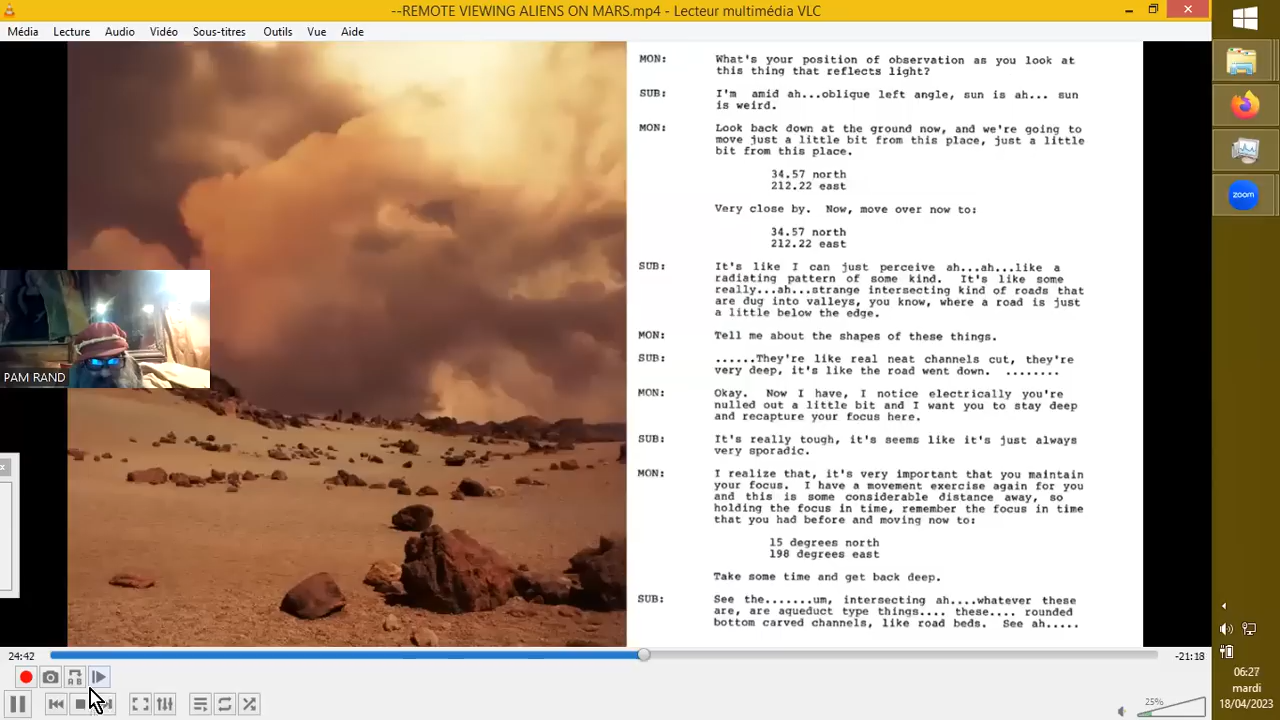 --REMOTE VIEWING ALIENS ON MARS.mp4 - Lecteur multimédia VLC
Média Lecture Audio Vidéo Sous-titres Outils Vue Aide
MON: What's your position of observation as you look at
this thing that reflects light?
SUB: I'm amid ah...oblique left angle, sun is ah... sun
is weird.
MON: Look back down at the ground now, and we're going to
move just a little bit from this place, just a little
bit from this place.
34.57 north
212.22 east
Very close by. Now, move over now to:
34.57 north
212.22 east
SUB: It's like I can just perceive ah...ah...like a
radiating pattern of some kind. It's like some
really...ah...strange intersecting kind of roads that
are dug into valleys, you know, where a road is just
a little below the edge.
MON: Tell me about the shapes of these things.
SUB: ......They're like real neat channels cut, they're
very deep, it's like the road went down. ........
MON: Okay. Now I have, I notice electrically you're
nulled out a little bit and I want you to stay deep
and recapture your focus here.
SUB: It's really tough, it's seems like it's just always
very sporadic.
MON: I realize that, it's very important that you maintain
your focus. I have a movement exercise again for you
and this is some considerable distance away, so
holding the focus in time, remember the focus in time
that you had before and moving now to:
15 degrees north
198 degrees east
Take some time and get back deep.
SUB: See the.......um, intersecting ah....whatever these
are, are aqueduct type things.... these.... rounded
bottom carved channels, like road beds. See ah.....
PAM RAND
zoom
24:42
-21:18
25%
06:27
mardi
18/04/2023